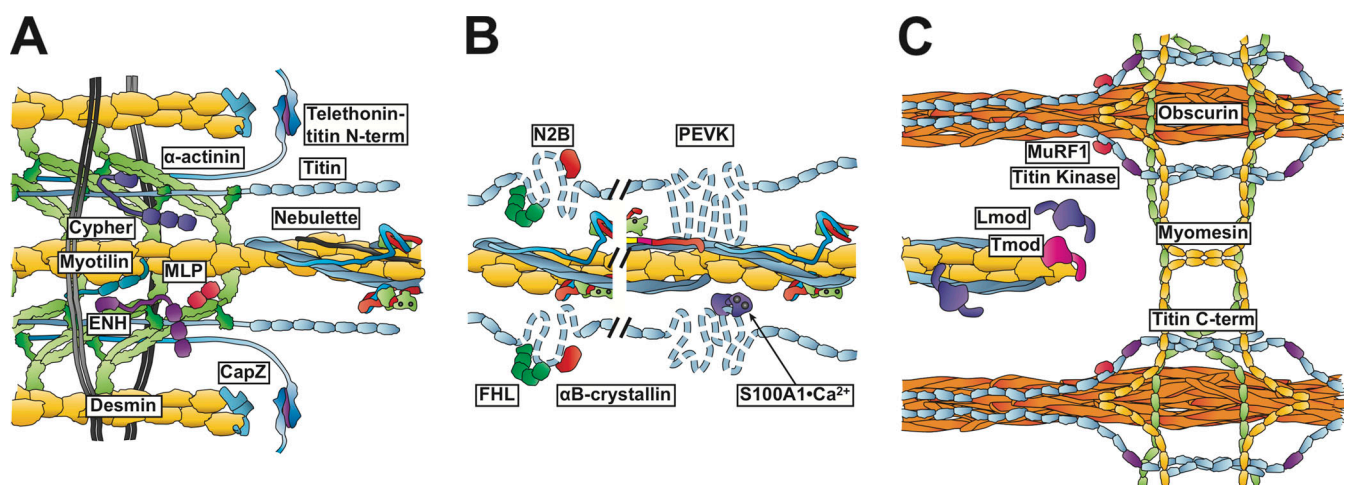 A
Telethonin-
titin N-term
α-actinin
Titin
Nebulette
Cypher
Myotilin
MLP
ENH
CapZ
Desmin
B
N2B
PEVK
FHL
αB-crystallin
S100A1•Ca²⁺
C
Obscurin
MuRF1
Titin Kinase
Lmod
Tmod
Myomesin
Titin C-term